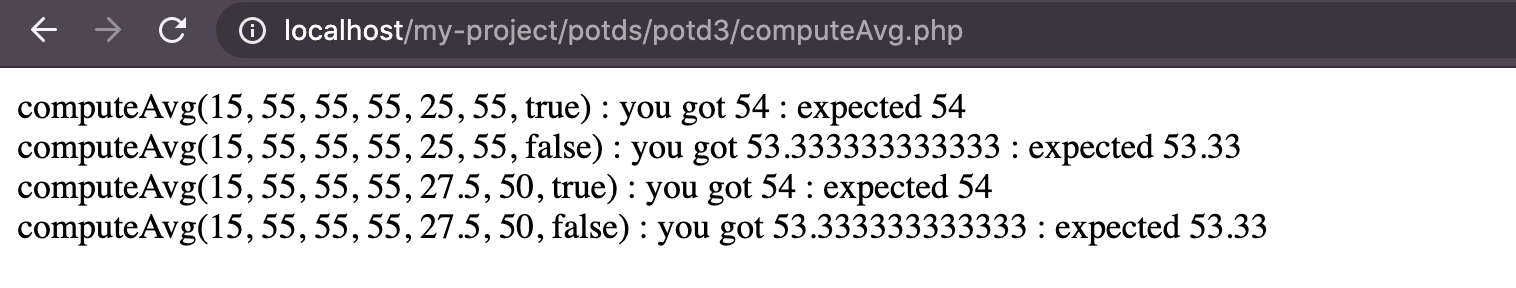 localhost/my-project/potds/potd3/computeAvg.php
computeAvg(15, 55, 55, 55, 25, 55, true) : you got 54 : expected 54
computeAvg(15, 55, 55, 55, 25, 55, false) : you got 53.333333333333 : expected 53.33
computeAvg(15, 55, 55, 55, 27.5, 50, true) : you got 54 : expected 54
computeAvg(15, 55, 55, 55, 27.5, 50, false) : you got 53.333333333333 : expected 53.33